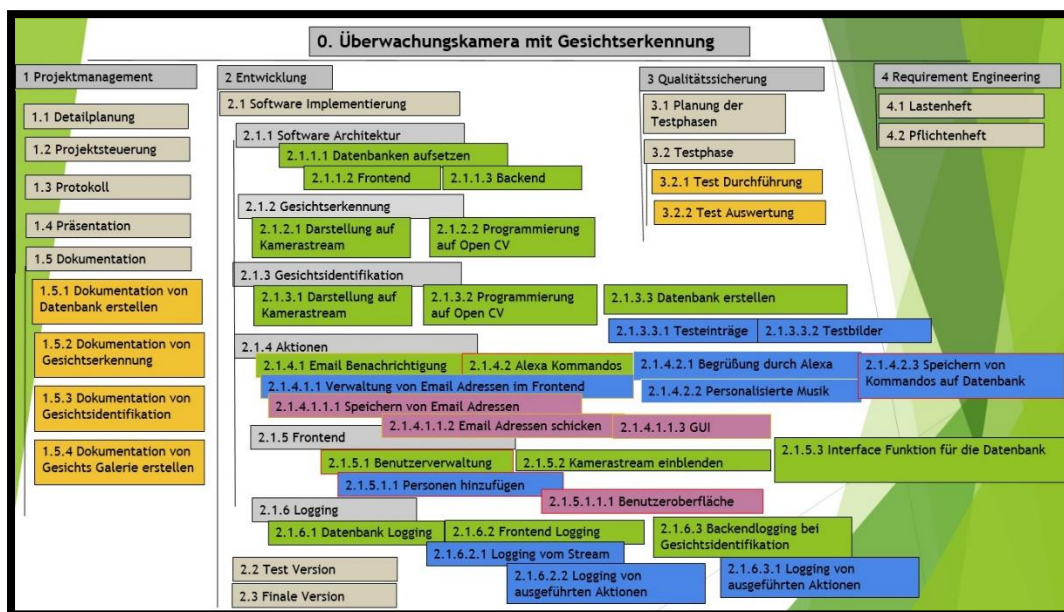 0. Überwachungskamera mit Gesichtserkennung
1 Projektmanagement
1.1 Detailplanung
1.2 Projektsteuerung
1.3 Protokoll
1.4 Präsentation
1.5 Dokumentation
1.5.1 Dokumentation von
Datenbank erstellen
1.5.2 Dokumentation von
Gesichtserkennung
1.5.3 Dokumentation von
Gesichtsidentifikation
1.5.4 Dokumentation von
Gesichts Galerie erstellen
2 Entwicklung
2.1 Software Implementierung
2.1.1 Software Architektur
2.1.1.1 Datenbanken aufsetzen
2.1.1.2 Frontend
2.1.1.3 Backend
2.1.2 Gesichtserkennung
2.1.2.1 Darstellung auf
Kamerastream
2.1.2.2 Programmierung
auf Open CV
2.1.3 Gesichtsidentifikation
2.1.3.1 Darstellung auf
Kamerastream
2.1.3.2 Programmierung
auf Open CV
2.1.3.3 Datenbank erstellen
2.1.3.3.1 Testeinträge
2.1.3.3.2 Testbilder
2.1.4 Aktionen
2.1.4.1 Email Benachrichtigung
2.1.4.2 Alexa Kommandos
2.1.4.2.1 Begrüßung durch Alexa
2.1.4.2.3 Speichern von
Kommandos auf Datenbank
2.1.4.1.1 Verwaltung von Email Adressen im Frontend
2.1.4.2.2 Personalisierte Musik
2.1.4.1.1.1 Speichern von Email Adressen
2.1.4.1.1.2 Email Adressen schicken
2.1.4.1.1.3 GUI
2.1.5 Frontend
2.1.5.1 Benutzerverwaltung
2.1.5.2 Kamerastream einblenden
2.1.5.3 Interface Funktion für die Datenbank
2.1.5.1.1 Personen hinzufügen
2.1.5.1.1.1 Benutzeroberfläche
2.1.6 Logging
2.1.6.1 Datenbank Logging
2.1.6.2 Frontend Logging
2.1.6.3 Backendlogging bei
Gesichtsidentifikation
2.1.6.2.1 Logging vom Stream
2.1.6.2.2 Logging von
ausgeführten Aktionen
2.1.6.3.1 Logging von
ausgeführten Aktionen
2.2 Test Version
2.3 Finale Version
3 Qualitätssicherung
3.1 Planung der
Testphasen
3.2 Testphase
3.2.1 Test Durchführung
3.2.2 Test Auswertung
4 Requirement Engineering
4.1 Lastenheft
4.2 Pflichtenheft